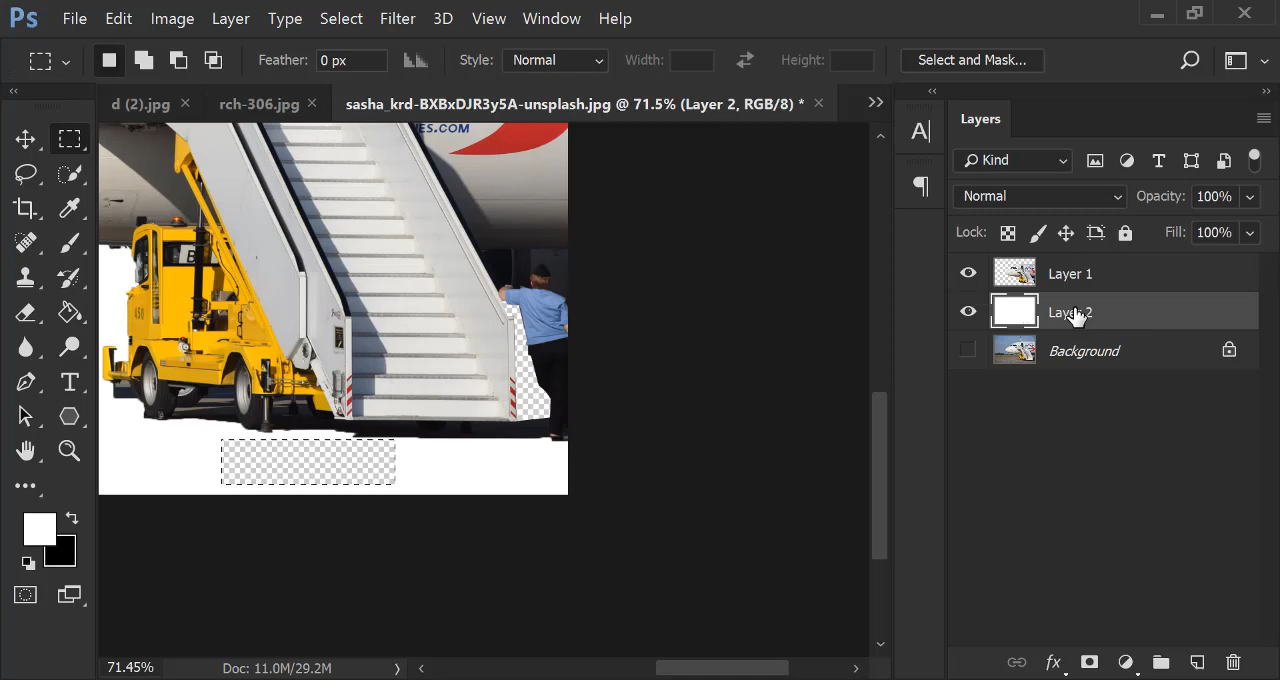 Ps File Edit Image Layer Type Select Filter 3D View Window Help
Feather: 0 px Style: Normal Width: Height: Select and Mask...
d (2).jpg × rch-306.jpg × sasha_krd-BXBxDJR3y5A-unsplash.jpg @ 71.5% (Layer 2, RGB/8) * ×
Layers
Kind
Normal Opacity: 100%
Lock: Fill: 100%
Layer 1
Layer 2
Background
ES.COM
B
450
71.45% Doc: 11.0M/29.2M